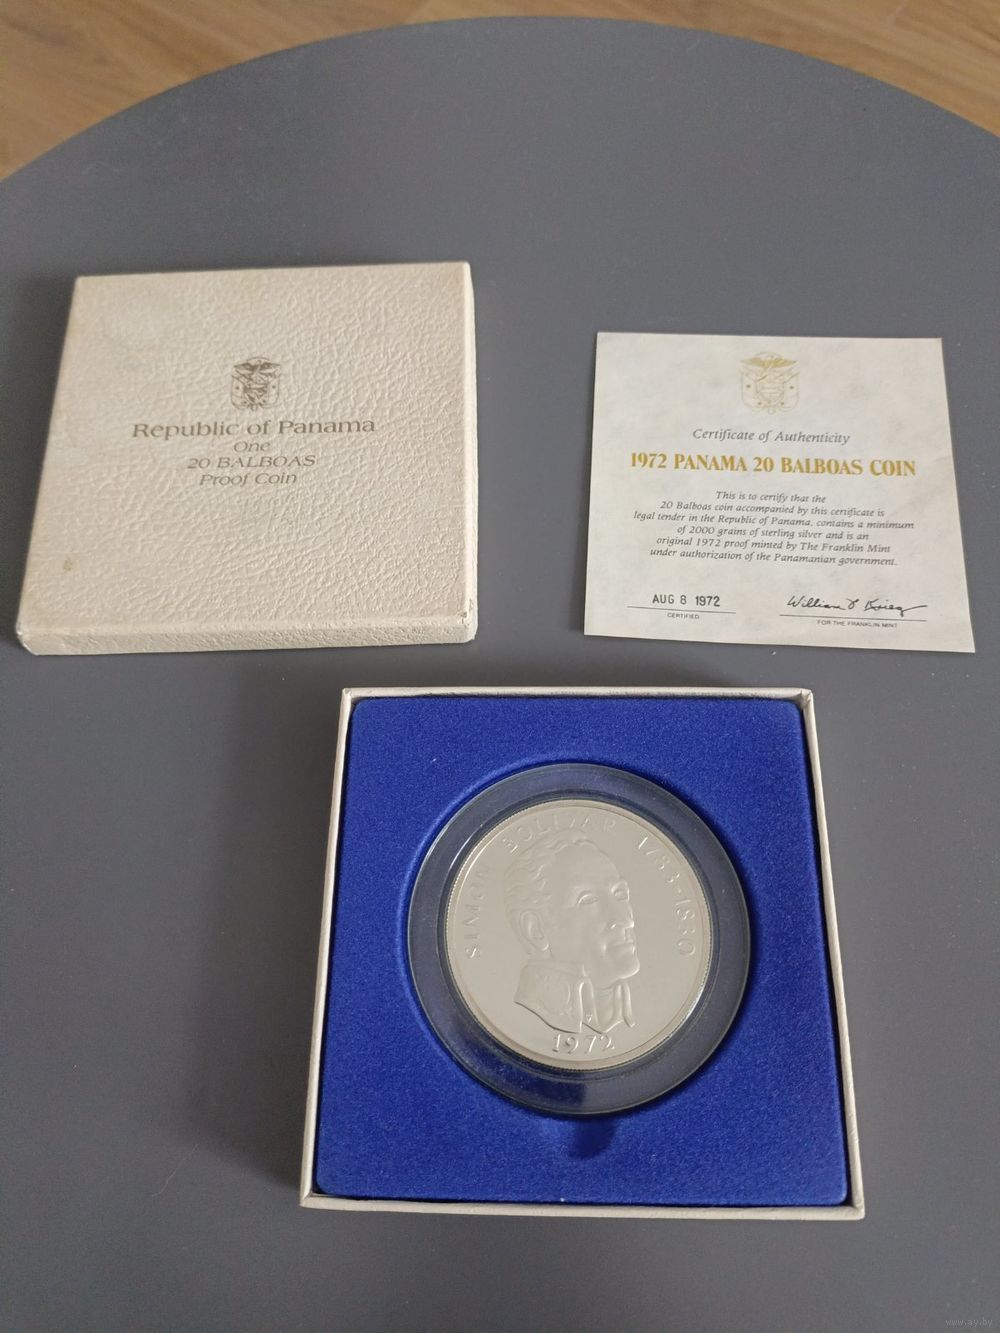 Republic of Panama
One
20 BALBOAS
Proof Coin
Certificate of Authenticity
1972 PANAMA 20 BALBOAS COIN
This is to certify that the
20 Balboas coin accompanied by this certificate is
legal tender in the Republic of Panama, contains a minimum
of 2000 grains of sterling silver and is an
original 1972 proof minted by The Franklin Mint
under authorization of the Panamanian government.
AUG 8 1972
CERTIFIED
FOR THE FRANKLIN MINT
SIMON BOLIVAR 1783-1830
1972
www.ay.by